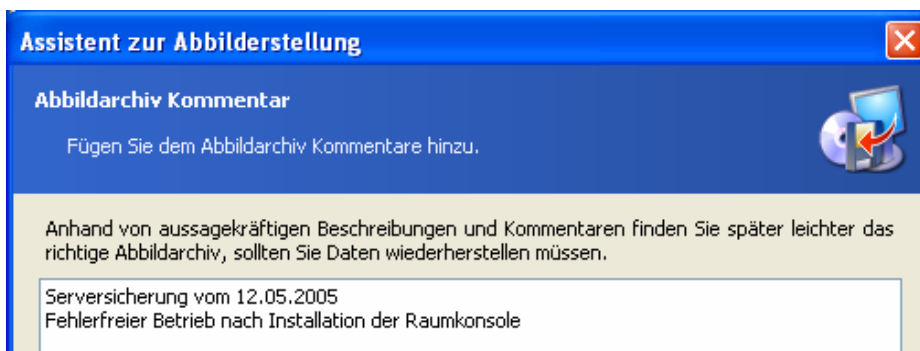 Assistent zur Abbilderstellung
Abbildarchiv Kommentar
Fügen Sie dem Abbildarchiv Kommentare hinzu.
Anhand von aussagekräftigen Beschreibungen und Kommentaren finden Sie später leichter das
richtige Abbildarchiv, sollten Sie Daten wiederherstellen müssen.
Serversicherung vom 12.05.2005
Fehlerfreier Betrieb nach Installation der Raumkonsole